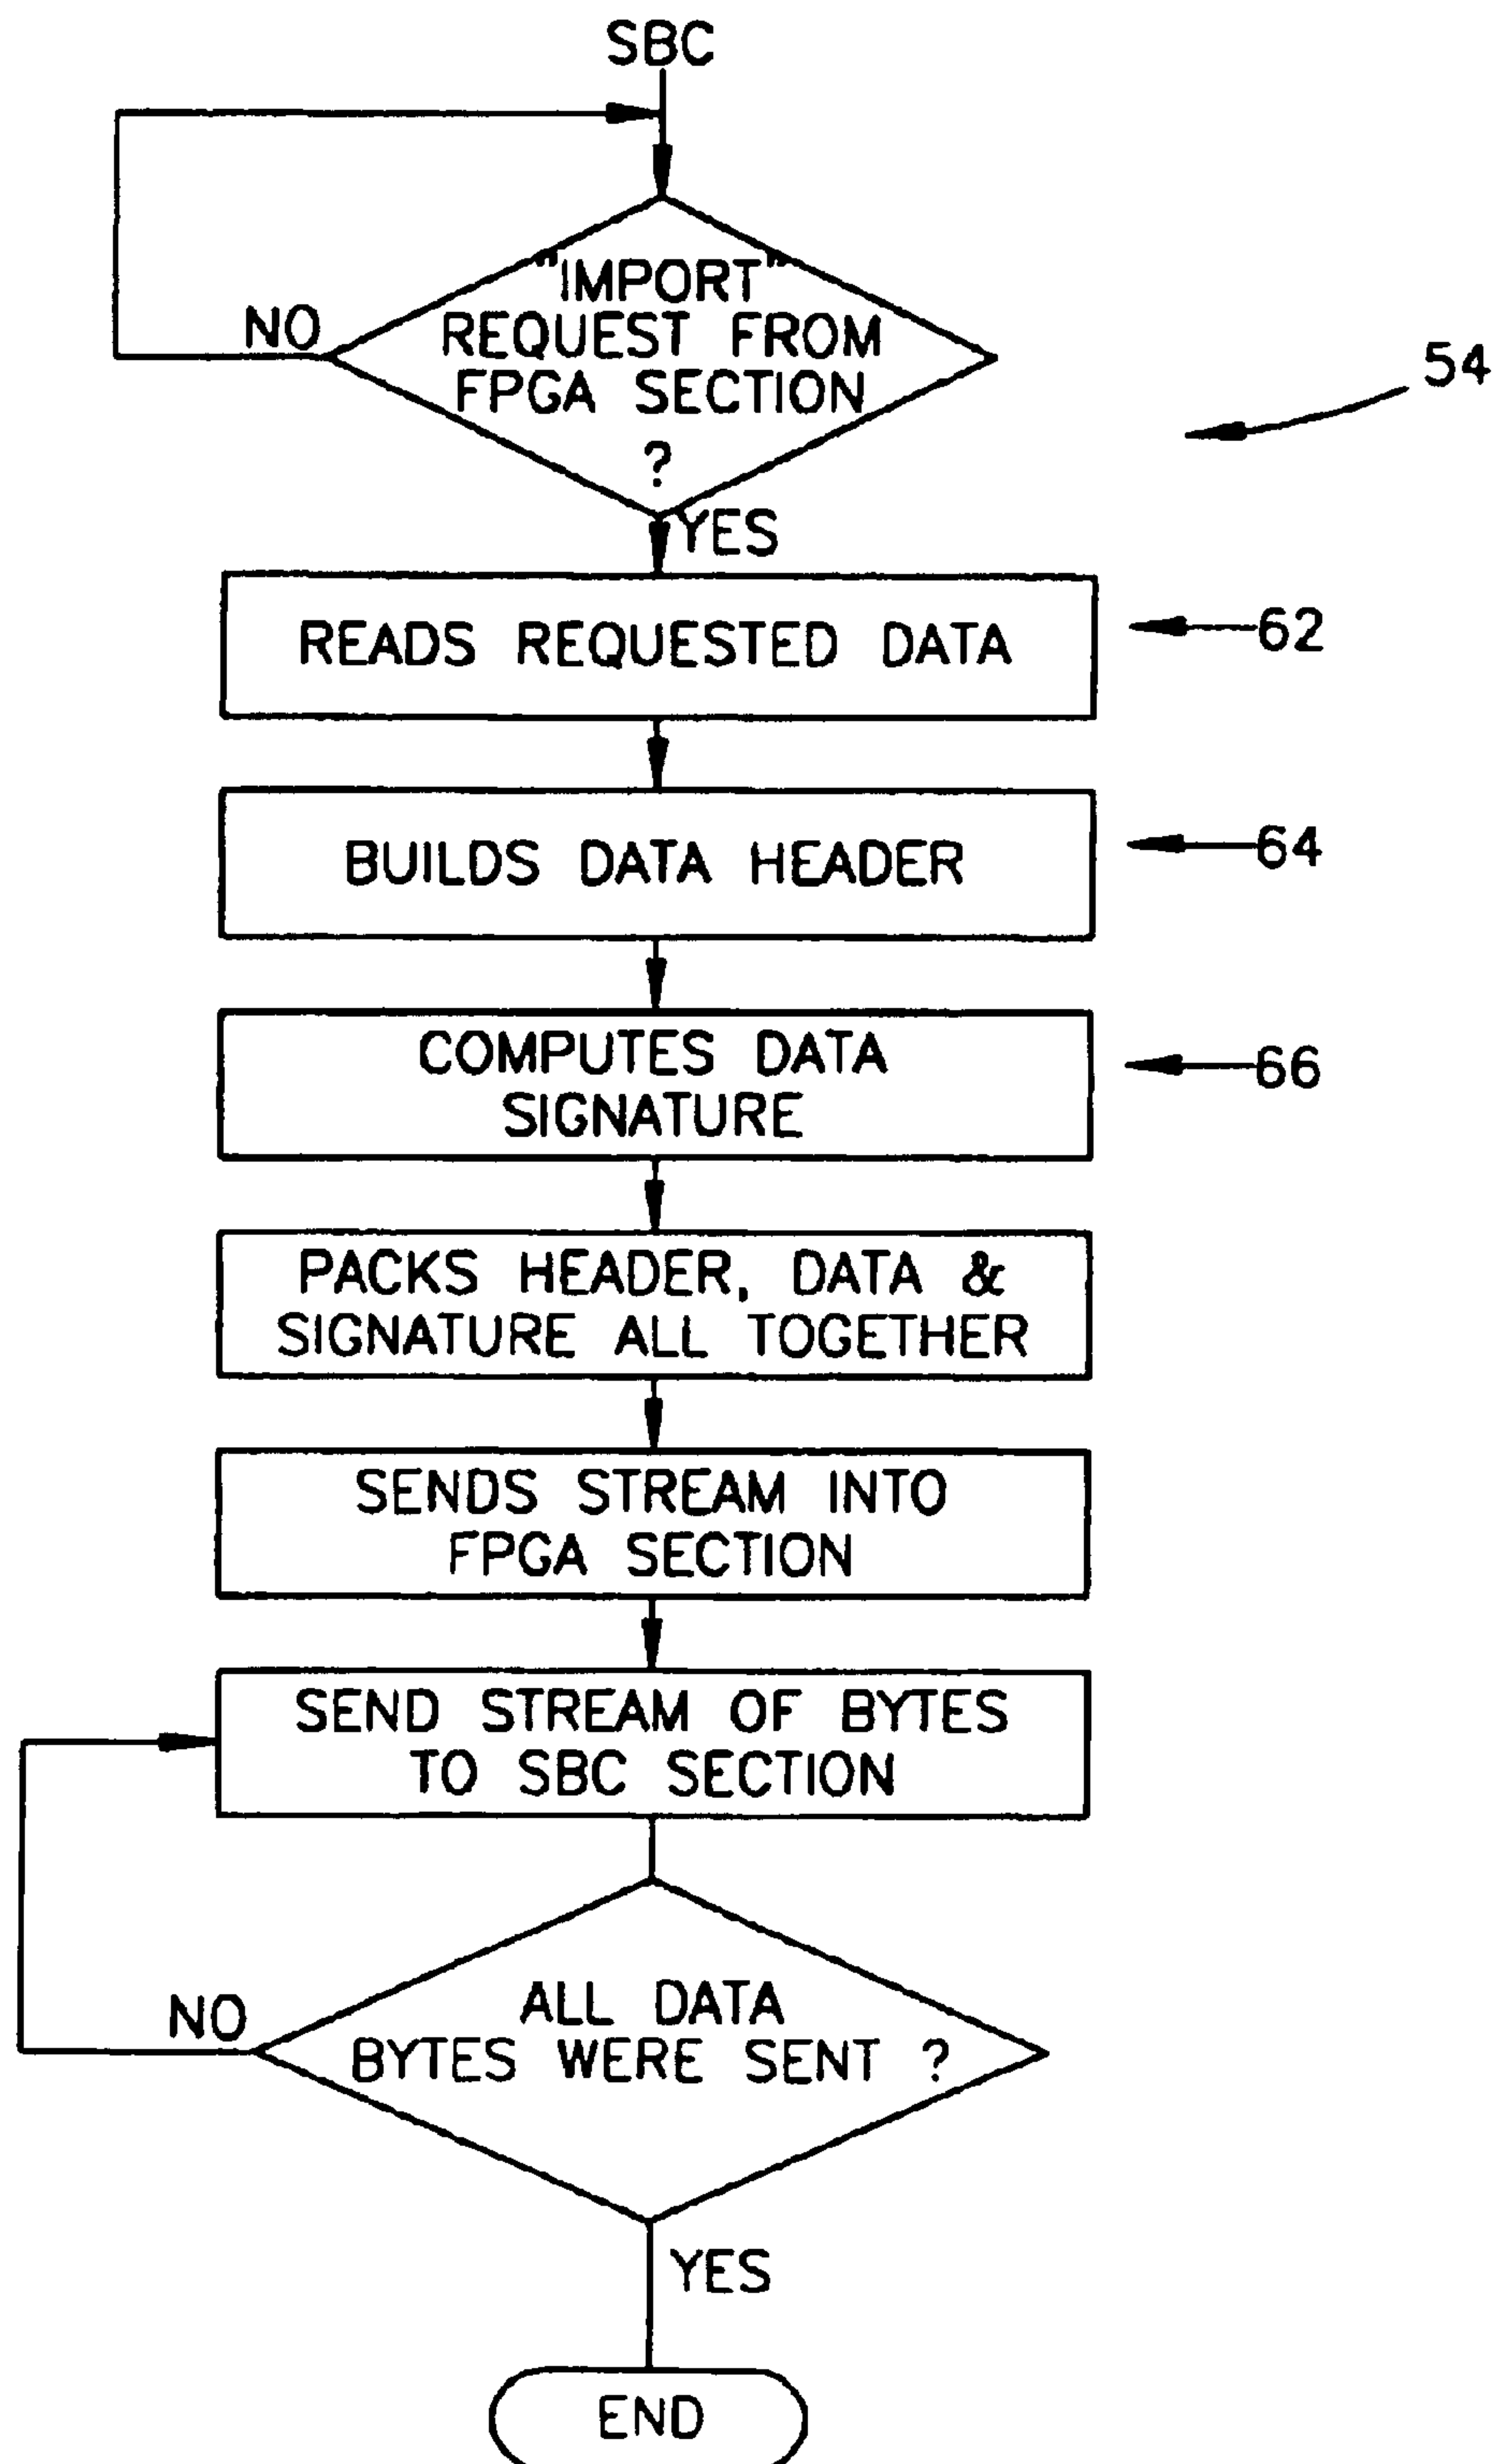 SBC
"IMPORT"
REQUEST FROM
FPGA SECTION
?
NO
54
YES
READS REQUESTED DATA
62
BUILDS DATA HEADER
64
COMPUTES DATA
SIGNATURE
66
PACKS HEADER, DATA &
SIGNATURE ALL TOGETHER
SENDS STREAM INTO
FPGA SECTION
SEND STREAM OF BYTES
TO SBC SECTION
ALL DATA
BYTES WERE SENT ?
NO
YES
END